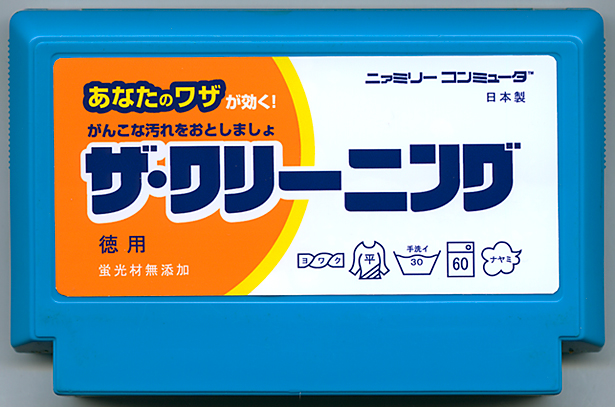 あなたのワザが効く!
ニァミリーコンミュータ™
日本製
がんこな汚れをおとしましょ
ザ・クリーニング
徳用
蛍光材無添加
ヨワク
平
手洗イ
30
60
ナヤミ